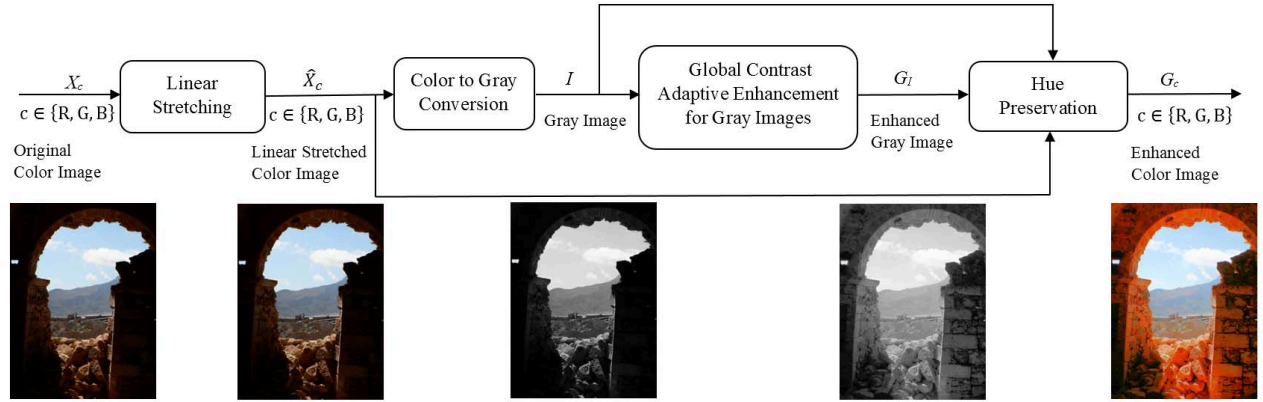 X_c
c ∈ {R, G, B}
Original
Color Image
Linear
Stretching
X̂_c
c ∈ {R, G, B}
Linear Stretched
Color Image
Color to Gray
Conversion
I
Gray Image
Global Contrast
Adaptive Enhancement
for Gray Images
G_I
Enhanced
Gray Image
Hue
Preservation
G_c
c ∈ {R, G, B}
Enhanced
Color Image